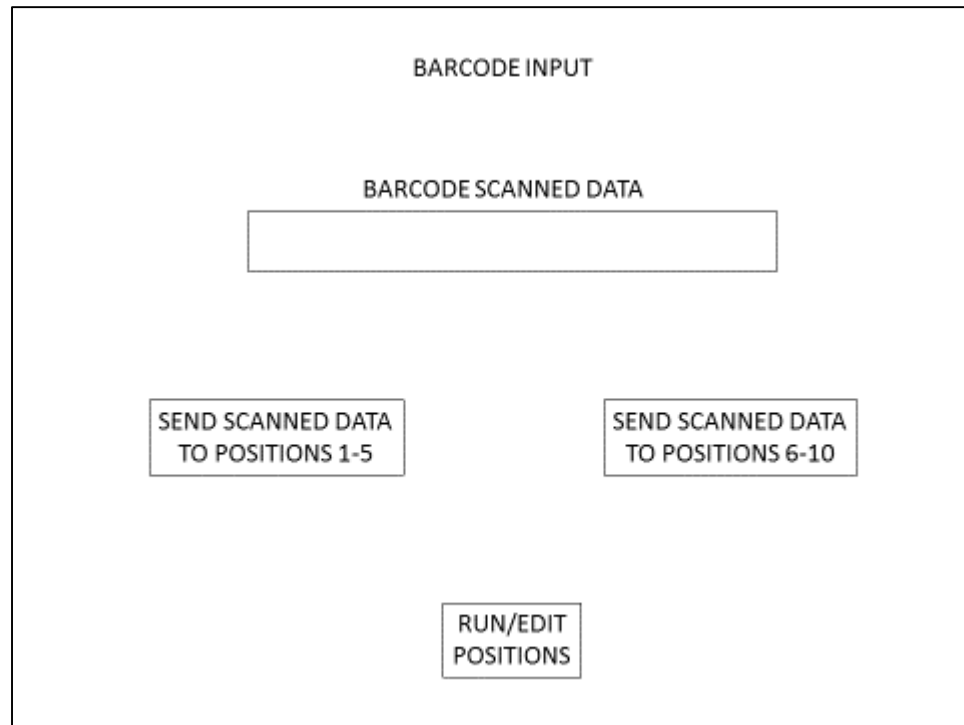 BARCODE INPUT
BARCODE SCANNED DATA
SEND SCANNED DATA
TO POSITIONS 1-5
SEND SCANNED DATA
TO POSITIONS 6-10
RUN/EDIT
POSITIONS